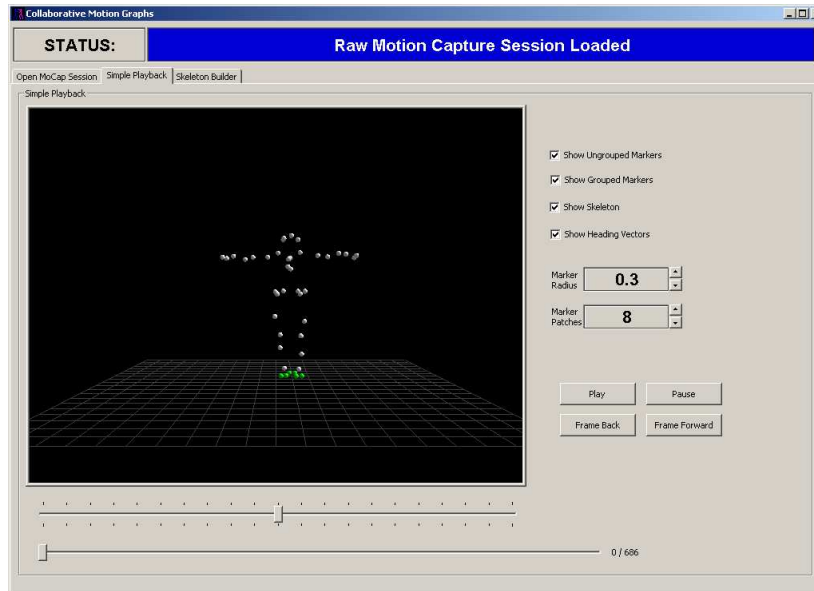 Collaborative Motion Graphs
STATUS:
Raw Motion Capture Session Loaded
Open MoCap Session
Simple Playback
Skeleton Builder
Simple Playback
Show Ungrouped Markers
Show Grouped Markers
Show Skeleton
Show Heading Vectors
Marker
Radius
0.3
Marker
Patches
8
Play
Pause
Frame Back
Frame Forward
0 / 686